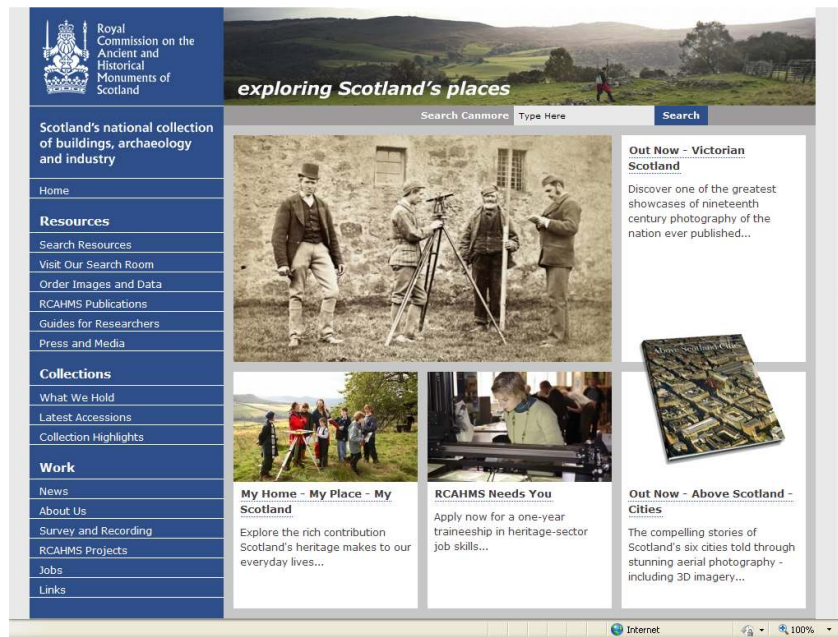 Royal
Commission on the
Ancient and
Historical
Monuments of
Scotland
exploring Scotland's places
Search Canmore
Type Here
Search
Scotland's national collection
of buildings, archaeology
and industry
Home
Resources
Search Resources
Visit Our Search Room
Order Images and Data
RCAHMS Publications
Guides for Researchers
Press and Media
Collections
What We Hold
Latest Accessions
Collection Highlights
Work
News
About Us
Survey and Recording
RCAHMS Projects
Jobs
Links
Out Now - Victorian
Scotland
Discover one of the greatest
showcases of nineteenth
century photography of the
nation ever published...
My Home - My Place - My
Scotland
Explore the rich contribution
Scotland's heritage makes to our
everyday lives...
RCAHMS Needs You
Apply now for a one-year
traineeship in heritage-sector
job skills...
Above Scotland Cities
Out Now - Above Scotland -
Cities
The compelling stories of
Scotland's six cities told through
stunning aerial photography -
including 3D imagery...
Internet
100%